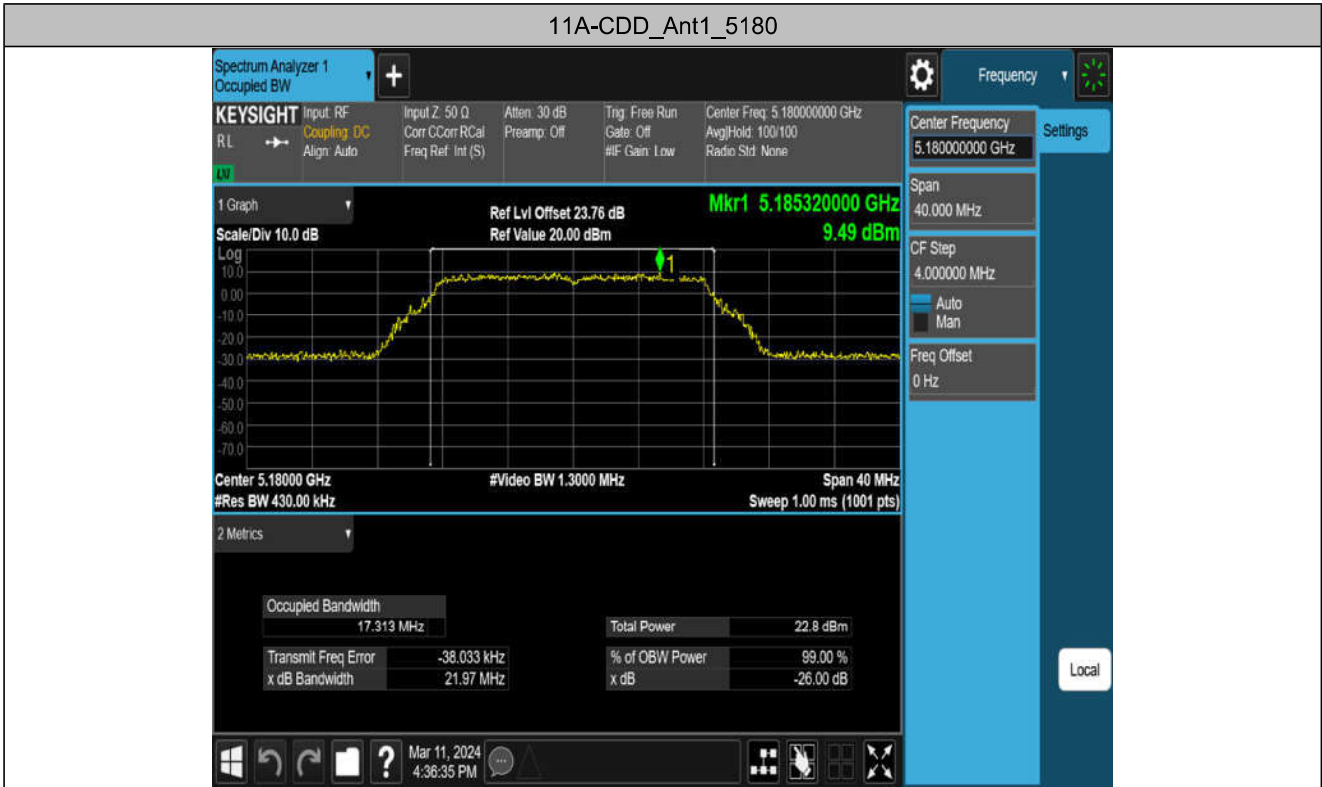 11A-CDD_Ant1_5180
Spectrum Analyzer 1
Occupied BW
Frequency
KEYSIGHT
RL
LXI
Input: RF
Coupling: DC
Align: Auto
Input Z: 50 Ω
Corr CCorr RCal
Freq Ref: Int (S)
Atten: 30 dB
Preamp: Off
Trig: Free Run
Gate: Off
#IF Gain: Low
Center Freq: 5.180000000 GHz
Avg|Hold: 100/100
Radio Std: None
Center Frequency
5.180000000 GHz
Settings
Span
40.000 MHz
CF Step
4.000000 MHz
Auto
Man
Freq Offset
0 Hz
Local
1 Graph
Scale/Div 10.0 dB
Ref Lvl Offset 23.76 dB
Ref Value 20.00 dBm
Mkr1 5.185320000 GHz
9.49 dBm
Log
10.0
0.00
-10.0
-20.0
-30.0
-40.0
-50.0
-60.0
-70.0
1
Center 5.18000 GHz
#Video BW 1.3000 MHz
Span 40 MHz
#Res BW 430.00 kHz
Sweep 1.00 ms (1001 pts)
2 Metrics
Occupied Bandwidth
17.313 MHz
Total Power 22.8 dBm
Transmit Freq Error -38.033 kHz
% of OBW Power 99.00 %
x dB Bandwidth 21.97 MHz
x dB -26.00 dB
?
Mar 11, 2024
4:36:35 PM